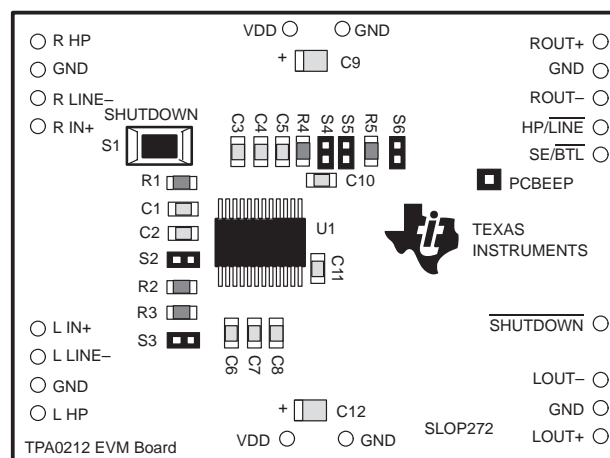 R HP
GND
R LINE–
R IN+
VDD
GND
+
C9
ROUT+
GND
ROUT–
HP/LINE
SE/BTL
SHUTDOWN
S1
C3
C4
C5
R4
S4
S5
R5
S6
R1
C10
PCBEEP
C1
C2
U1
TEXAS
INSTRUMENTS
S2
C11
R2
R3
S3
C6
C7
C8
L IN+
L LINE–
GND
L HP
SHUTDOWN
LOUT–
GND
LOUT+
+
C12
SLOP272
VDD
GND
TPA0212 EVM Board